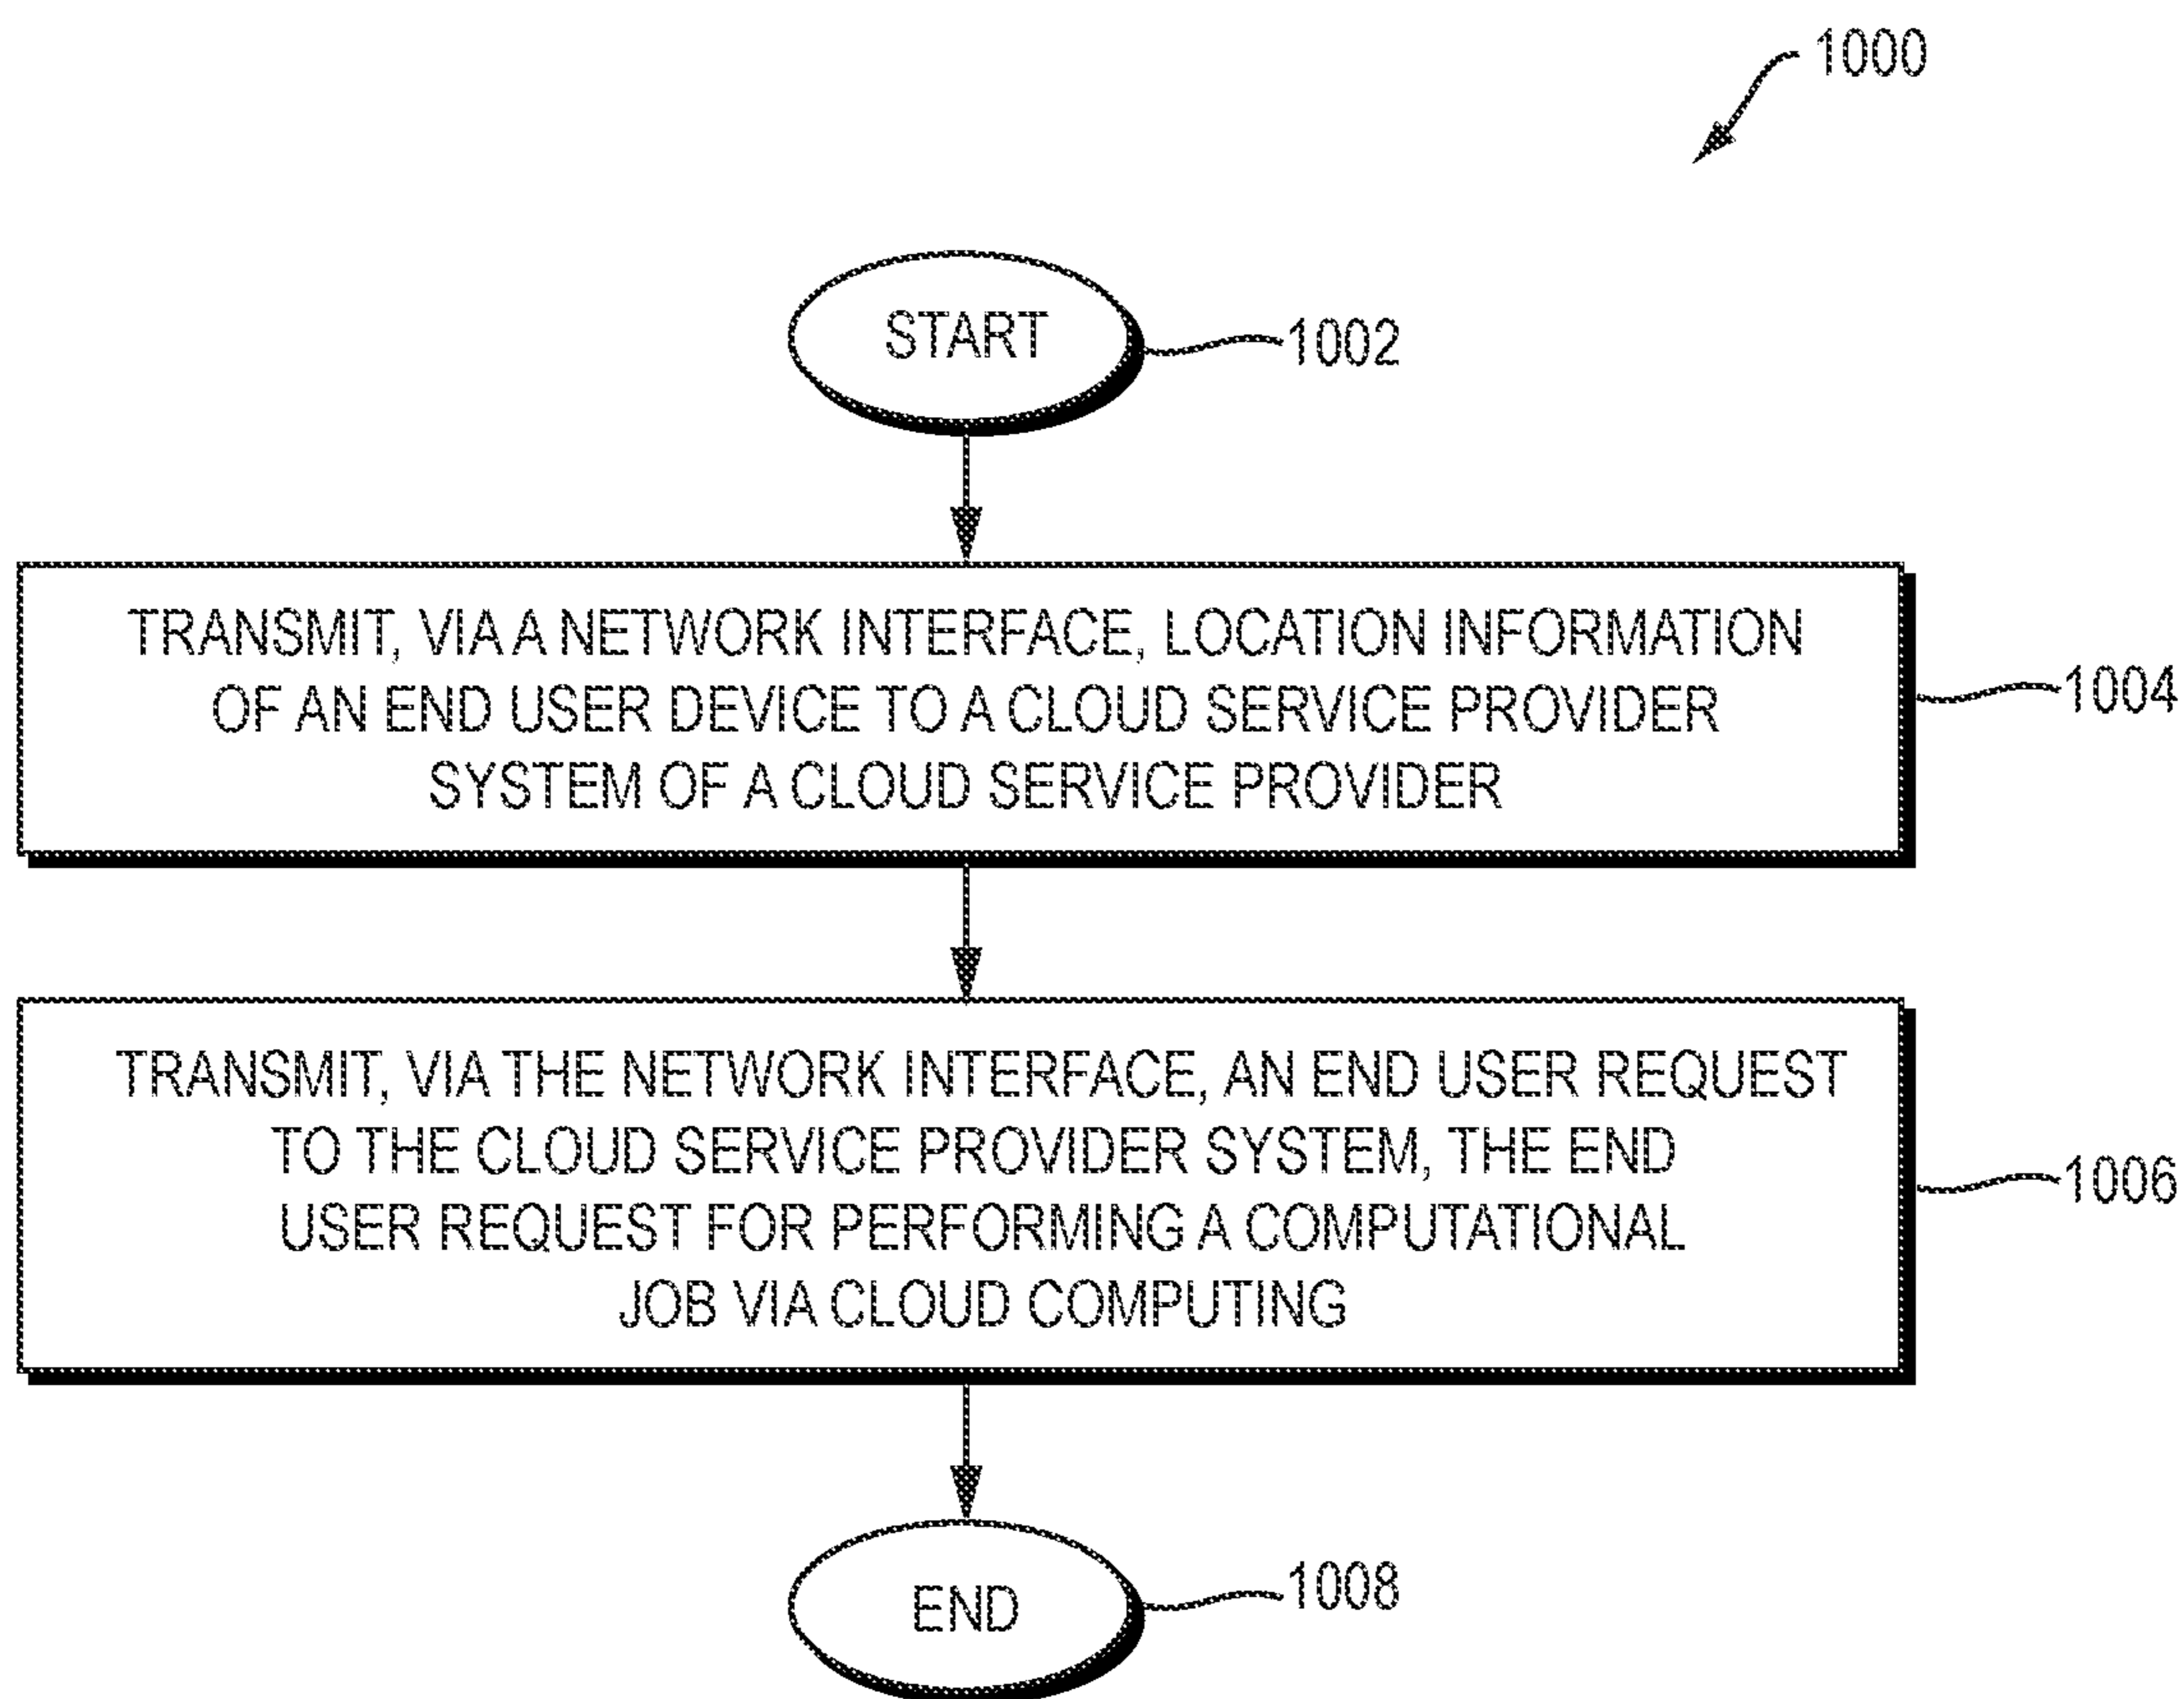 1000
START
1002
TRANSMIT, VIA A NETWORK INTERFACE, LOCATION INFORMATION
OF AN END USER DEVICE TO A CLOUD SERVICE PROVIDER
SYSTEM OF A CLOUD SERVICE PROVIDER
1004
TRANSMIT, VIA THE NETWORK INTERFACE, AN END USER REQUEST
TO THE CLOUD SERVICE PROVIDER SYSTEM, THE END
USER REQUEST FOR PERFORMING A COMPUTATIONAL
JOB VIA CLOUD COMPUTING
1006
END
1008